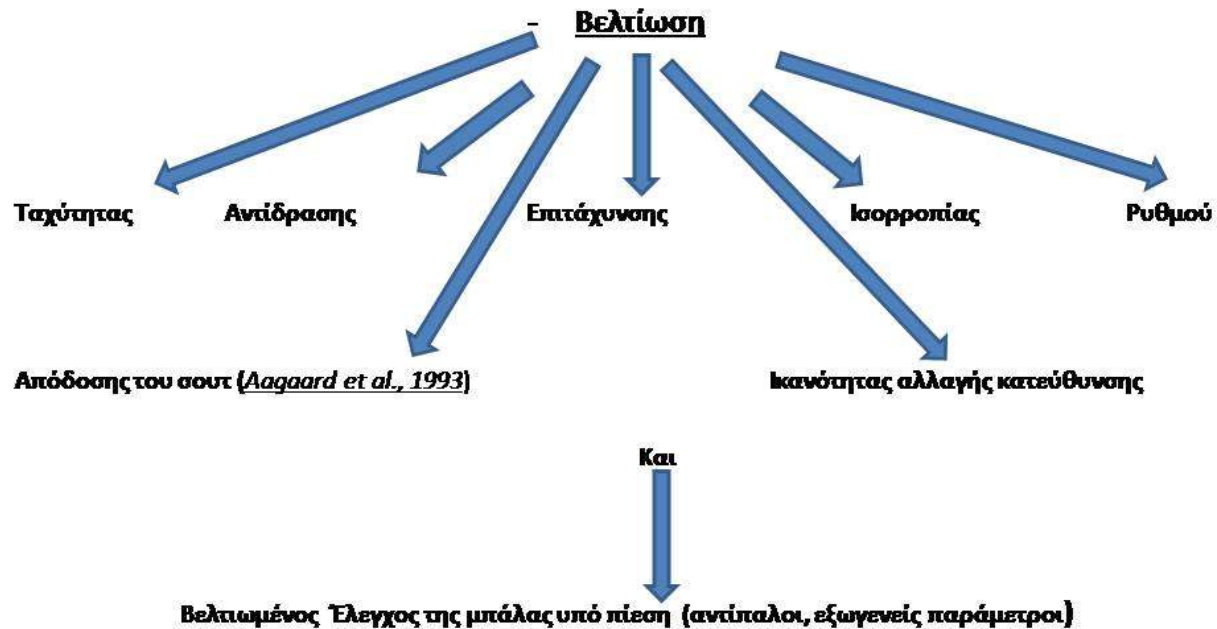 - Βελτίωση
Ταχύτητας Αντίδρασης Επιτάχυνσης Ισορροπίας Ρυθμού
Απόδοσης του σουτ (Aagaard et al., 1993) Ικανότητας αλλαγής κατεύθυνσης
Και
Βελτιωμένος Έλεγχος της μπάλας υπό πίεση (αντίπαλοι, εξωγενείς παράμετροι)